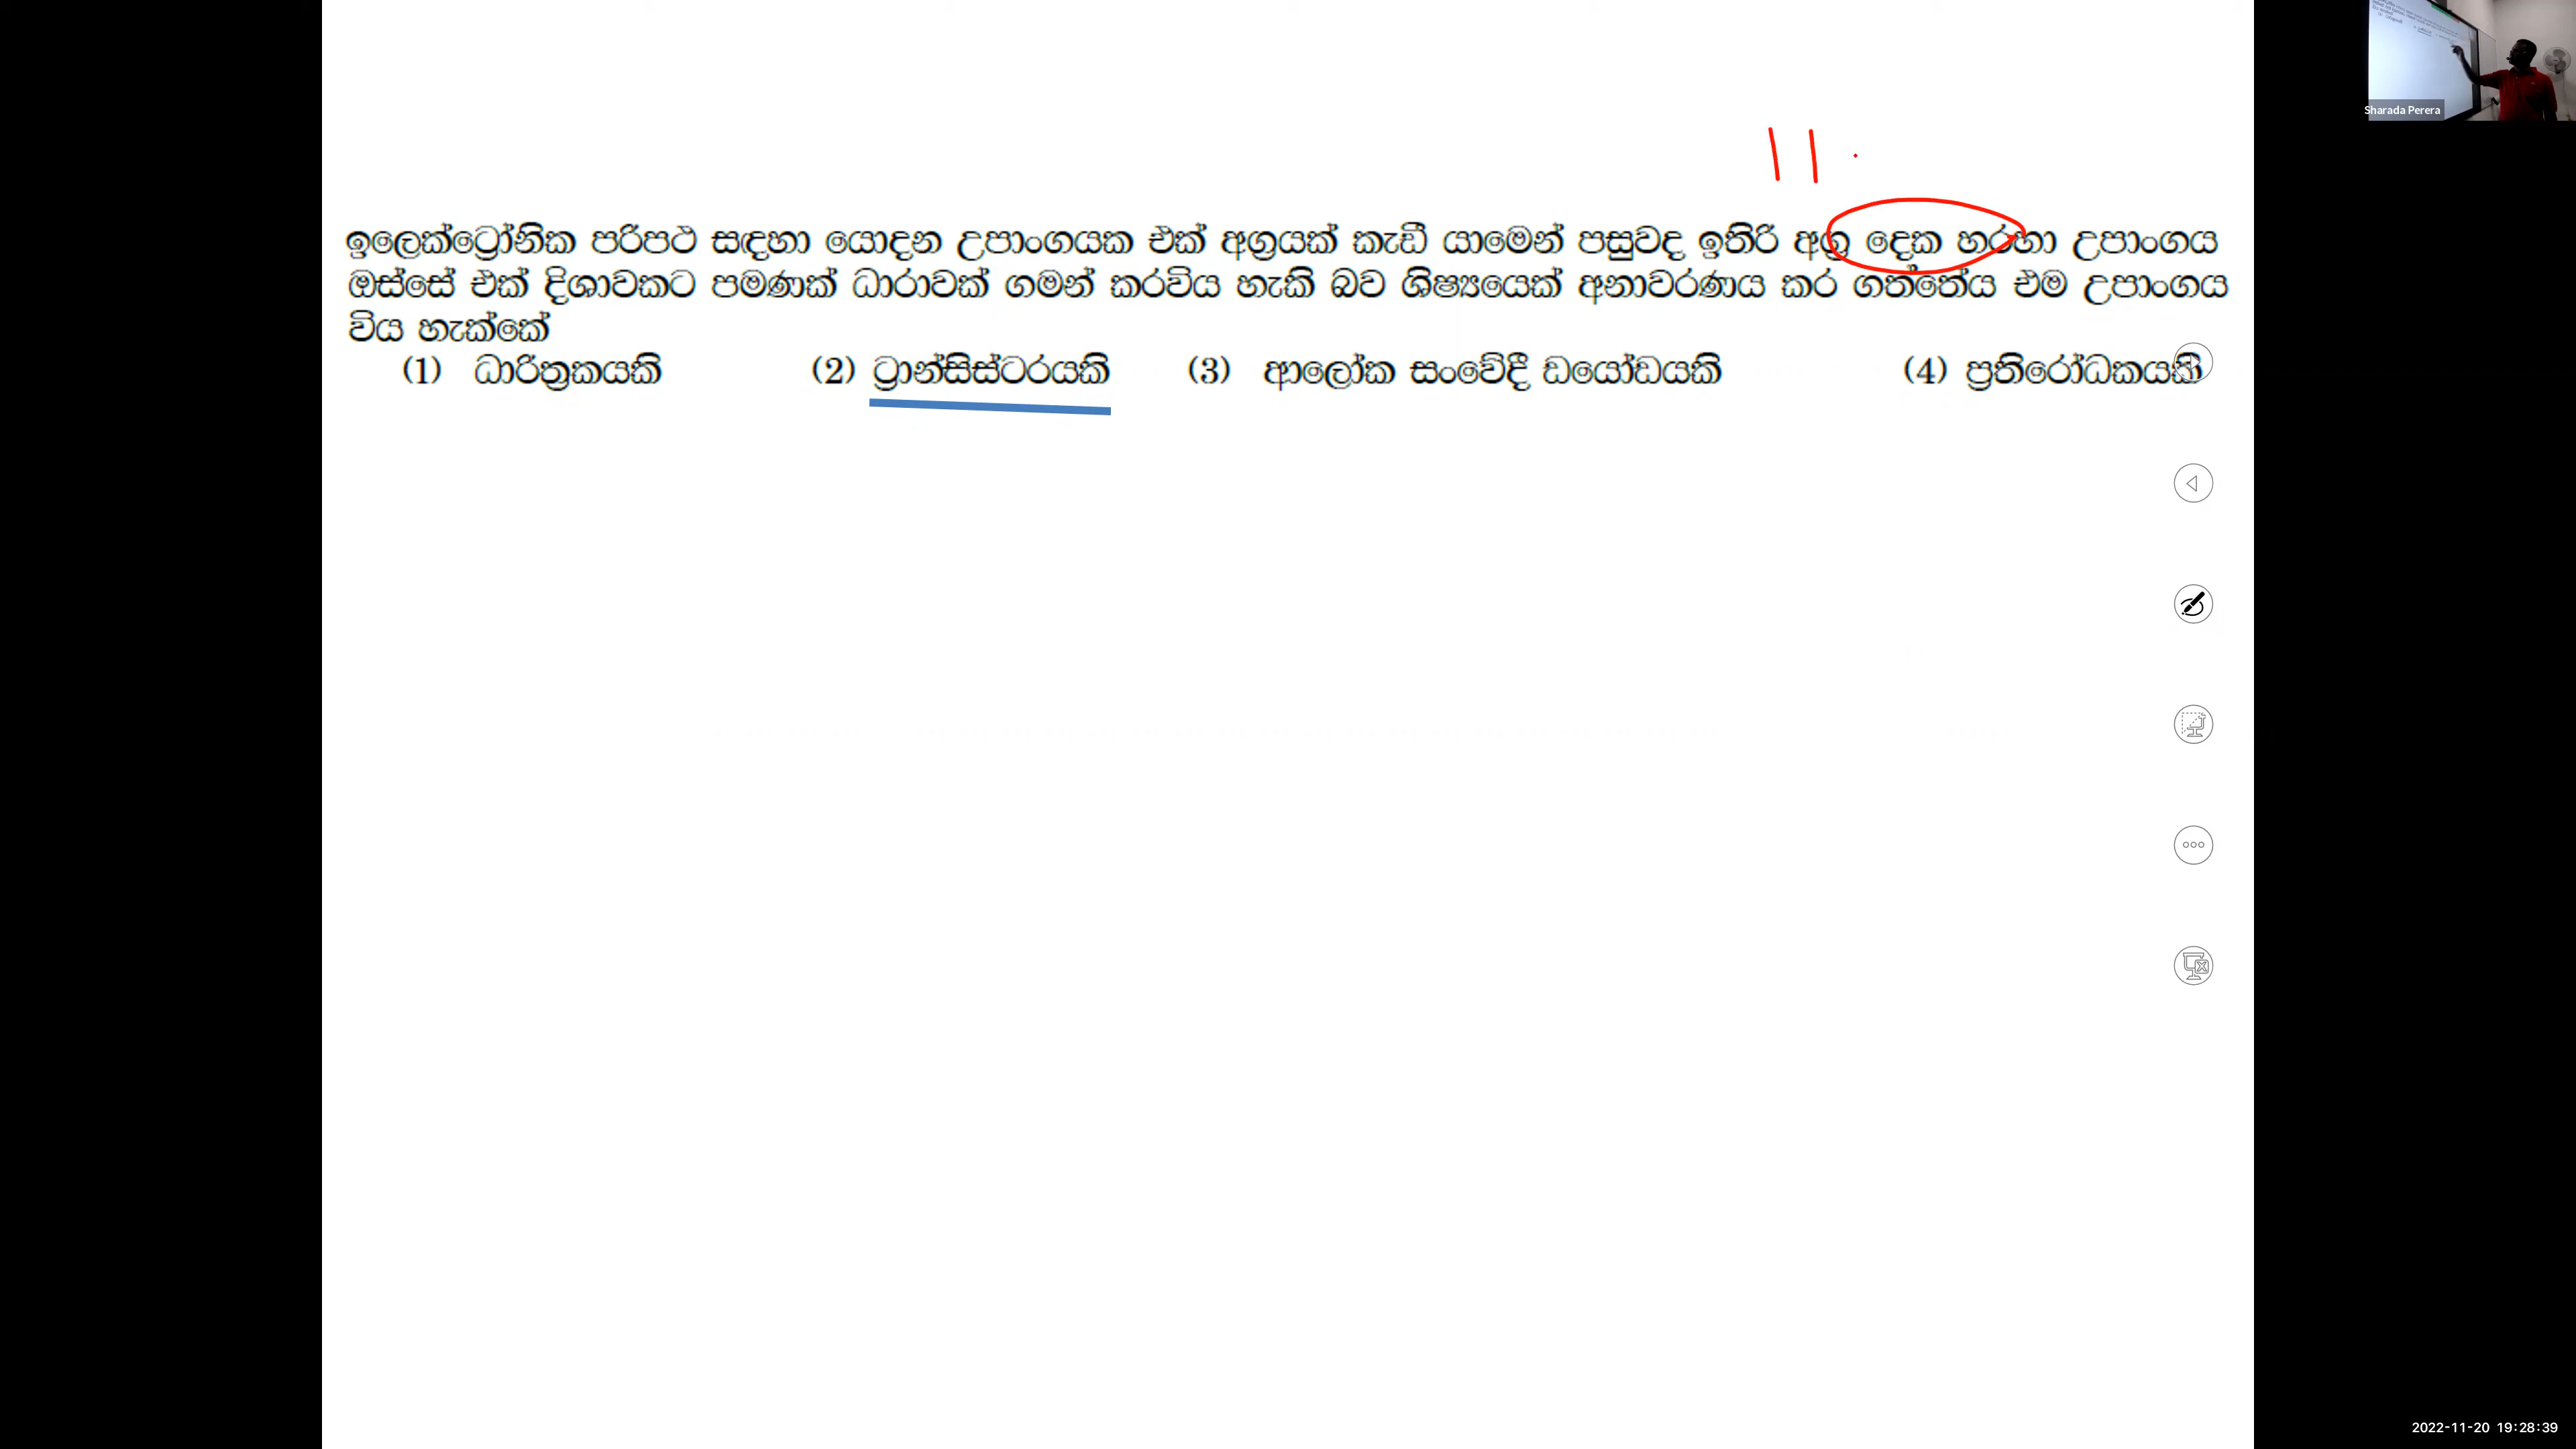 Sharada Perera
11
ඉලෙක්ට්‍රෝනික පරිපථ සඳහා යොදන උපාංගයක එක් අග්‍රයක් කැඩී යාමෙන් පසුවද ඉතිරි අග්‍ර දෙක හරහා උපාංගය
ඔස්සේ එක් දිශාවකට පමණක් ධාරාවක් ගමන් කරවිය හැකි බව ශිෂ්‍යයෙක් අනාවරණය කර ගත්තේය එම උපාංගය
විය හැක්කේ
(1) ධාරිත්‍රකයකි (2) ට්‍රාන්සිස්ටරයකි (3) ආලෝක සංවේදී ඩයෝඩයකි (4) ප්‍රතිරෝධකයකි
2022-11-20 19:28:39